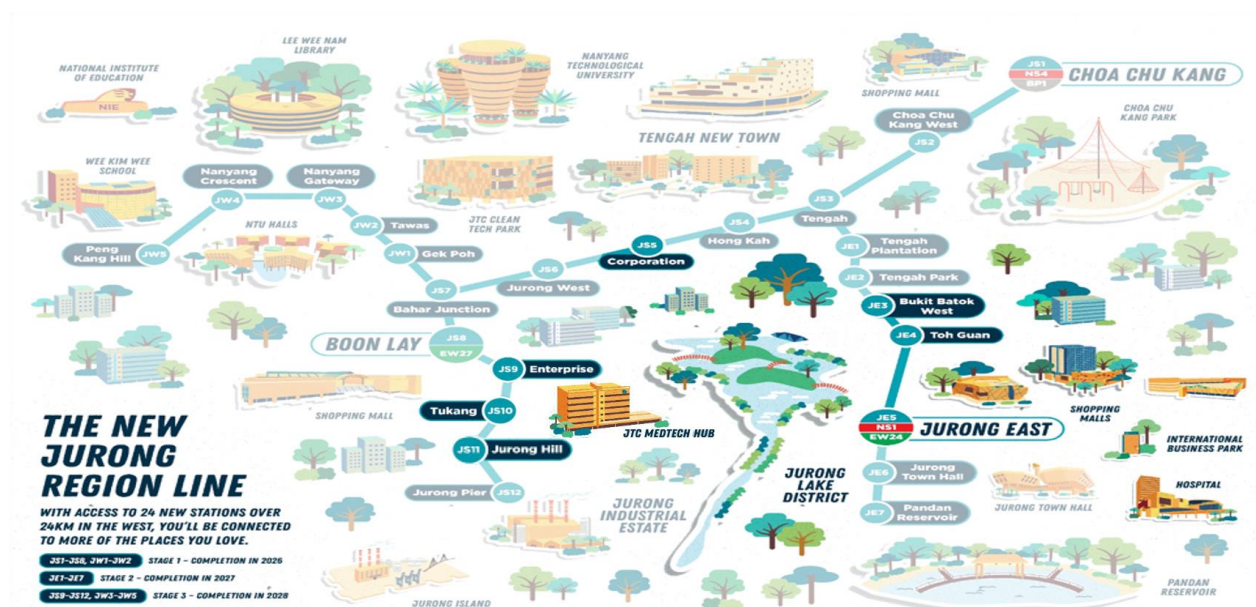 LEE WEE NAM
LIBRARY
NATIONAL INSTITUTE
OF EDUCATION
NIE
NANYANG
TECHNOLOGICAL
UNIVERSITY
SHOPPING MALL
JS1
NS4
BP1
CHOA CHU KANG
CHOA CHU
KANG PARK
TENGAH NEW TOWN
Choa Chu
Kang West
JS2
WEE KIM WEE
SCHOOL
Nanyang
Crescent
JW4
Nanyang
Gateway
JW3
JW2
Tawas
NTU HALLS
JTC CLEAN
TECH PARK
JS3
Tengah
JS4
Hong Kah
JS5
Corporation
JE1
Tengah
Plantation
Peng
Kang Hill
JW5
JW1
Gek Poh
JS6
Jurong West
JE2
Tengah Park
JS7
Bahar Junction
JE3
Bukit Batok
West
BOON LAY
JS8
EW27
JE4
Toh Guan
JS9
Enterprise
SHOPPING MALL
Tukang
JS10
JTC MEDTECH HUB
SHOPPING
MALLS
JE5
NS1
EW24
JURONG EAST
INTERNATIONAL
BUSINESS PARK
JS11
Jurong Hill
JURONG
LAKE
DISTRICT
JE6
Jurong
Town Hall
JURONG TOWN HALL
HOSPITAL
Jurong Pier
JS12
JURONG
INDUSTRIAL
ESTATE
JE7
Pandan
Reservoir
PANDAN
RESERVOIR
JURONG ISLAND
THE NEW
JURONG
REGION LINE
WITH ACCESS TO 24 NEW STATIONS OVER
24KM IN THE WEST, YOU'LL BE CONNECTED
TO MORE OF THE PLACES YOU LOVE.
JS1-JS8, JW1-JW2 STAGE 1 – COMPLETION IN 2026
JE1-JE7 STAGE 2 – COMPLETION IN 2027
JS9-JS12, JW3-JW5 STAGE 3 – COMPLETION IN 2028